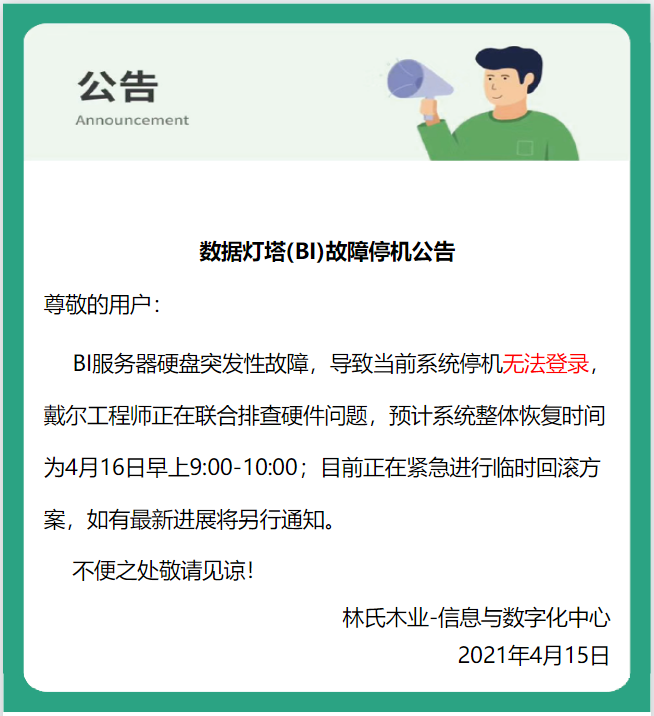 公告
Announcement
数据灯塔(BI)故障停机公告
尊敬的用户：
BI服务器硬盘突发性故障，导致当前系统停机无法登录，
戴尔工程师正在联合排查硬件问题，预计系统整体恢复时间
为4月16日早上9:00-10:00；目前正在紧急进行临时回滚方
案，如有最新进展将另行通知。
不便之处敬请见谅！
林氏木业-信息与数字化中心
2021年4月15日